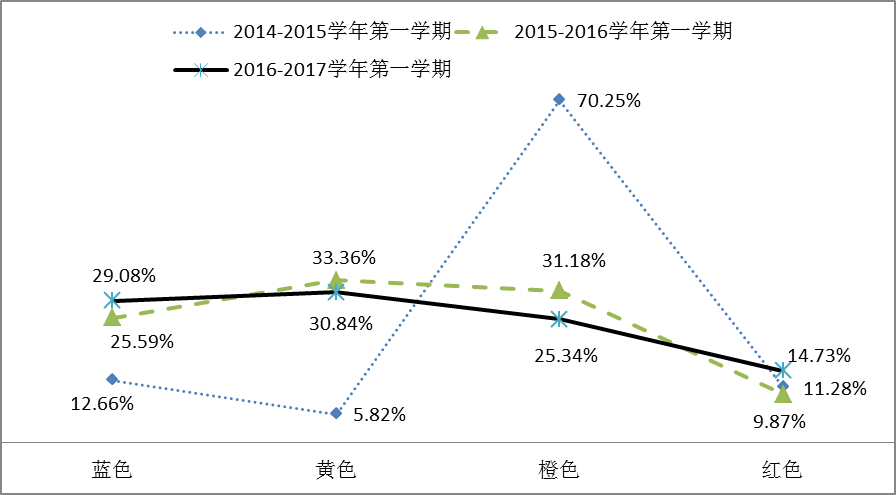 2014-2015学年第一学期 2015-2016学年第一学期
2016-2017学年第一学期
70.25%
33.36% 31.18%
29.08%
30.84%
25.59% 25.34% 14.73%
11.28%
12.66% 5.82% 9.87%
蓝色 黄色 橙色 红色